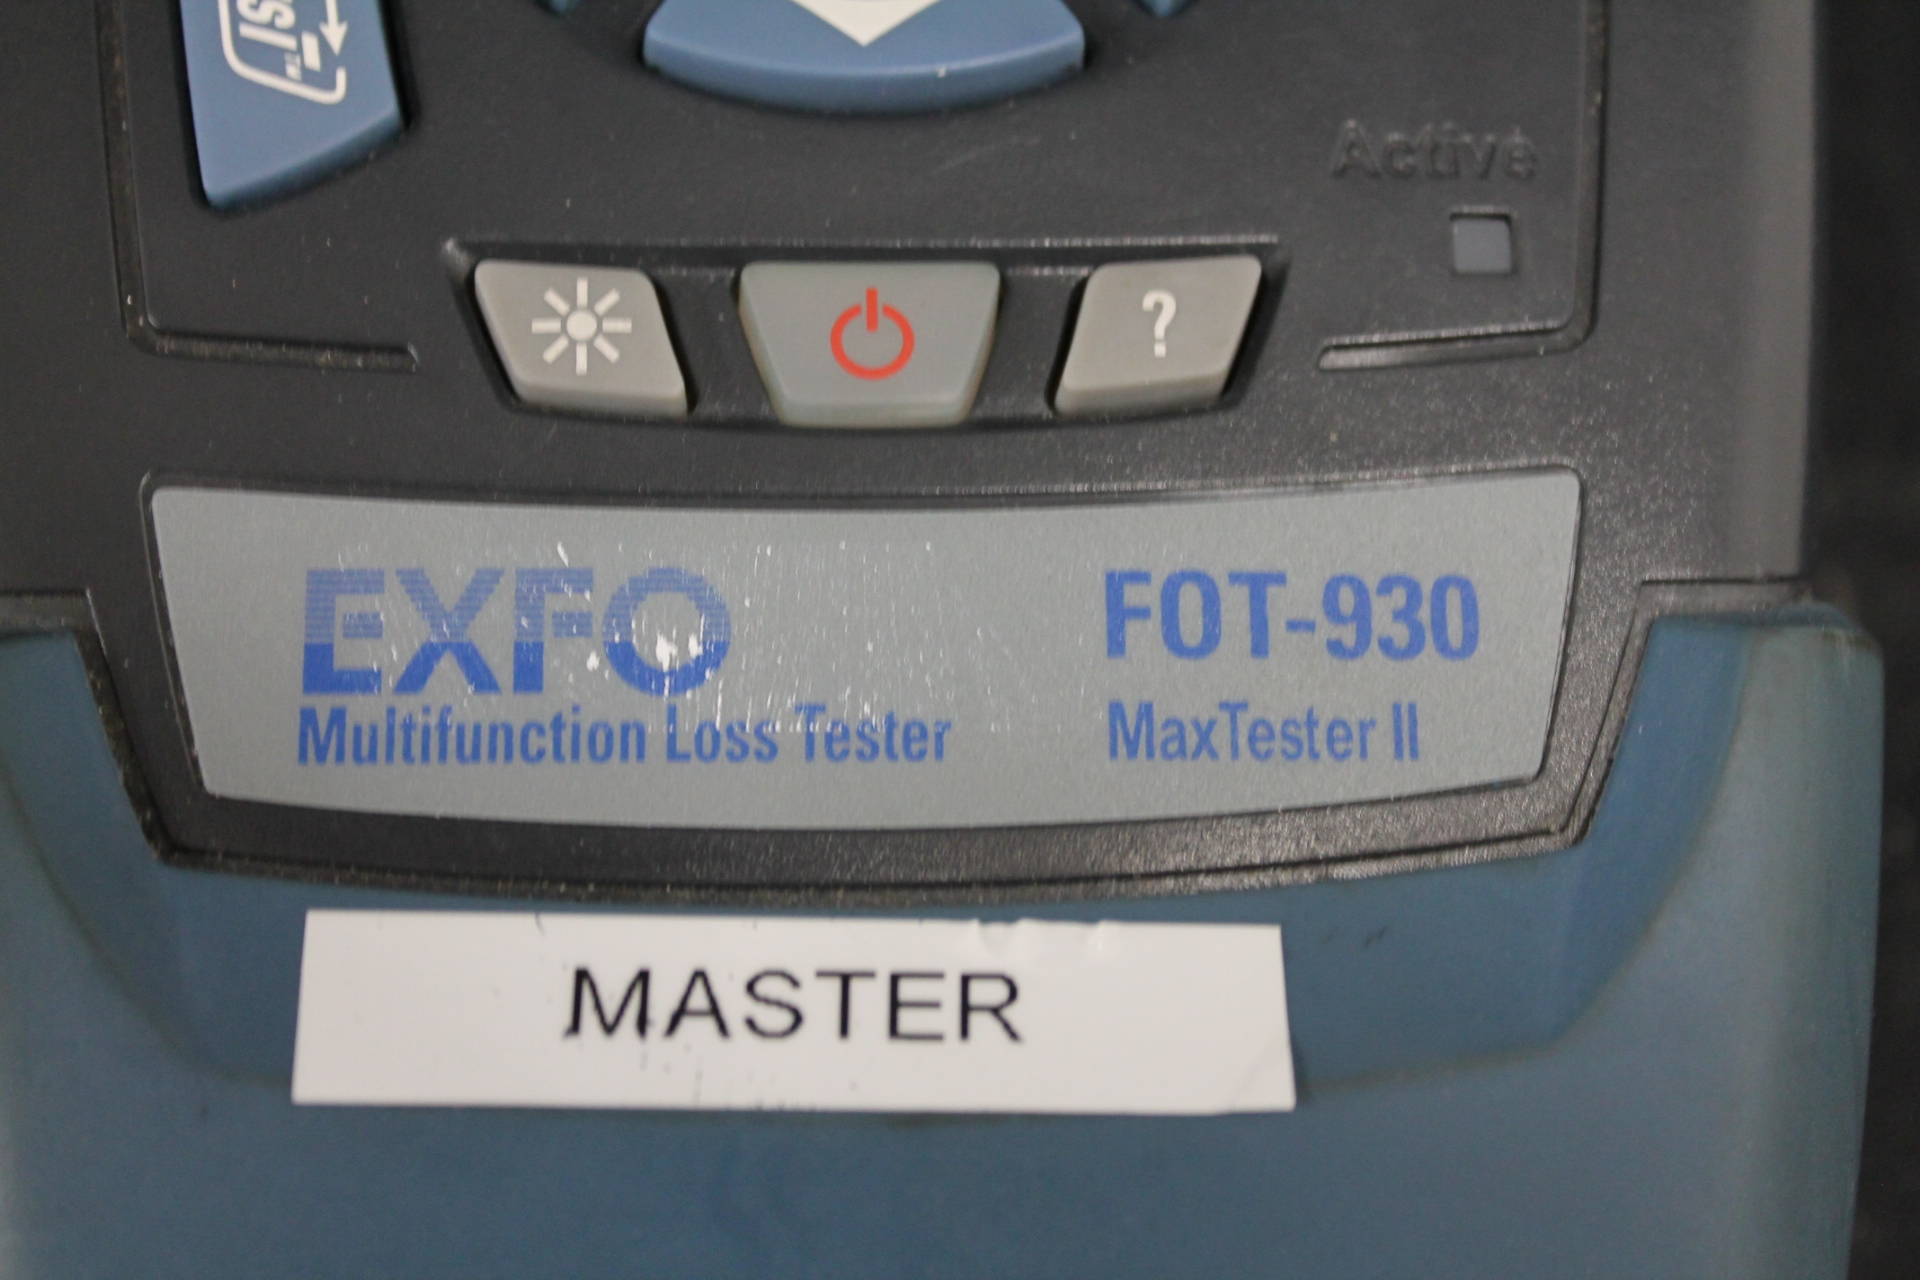 Active
?
EXFO
FOT-930
Multifunction Loss Tester
MaxTester II
MASTER